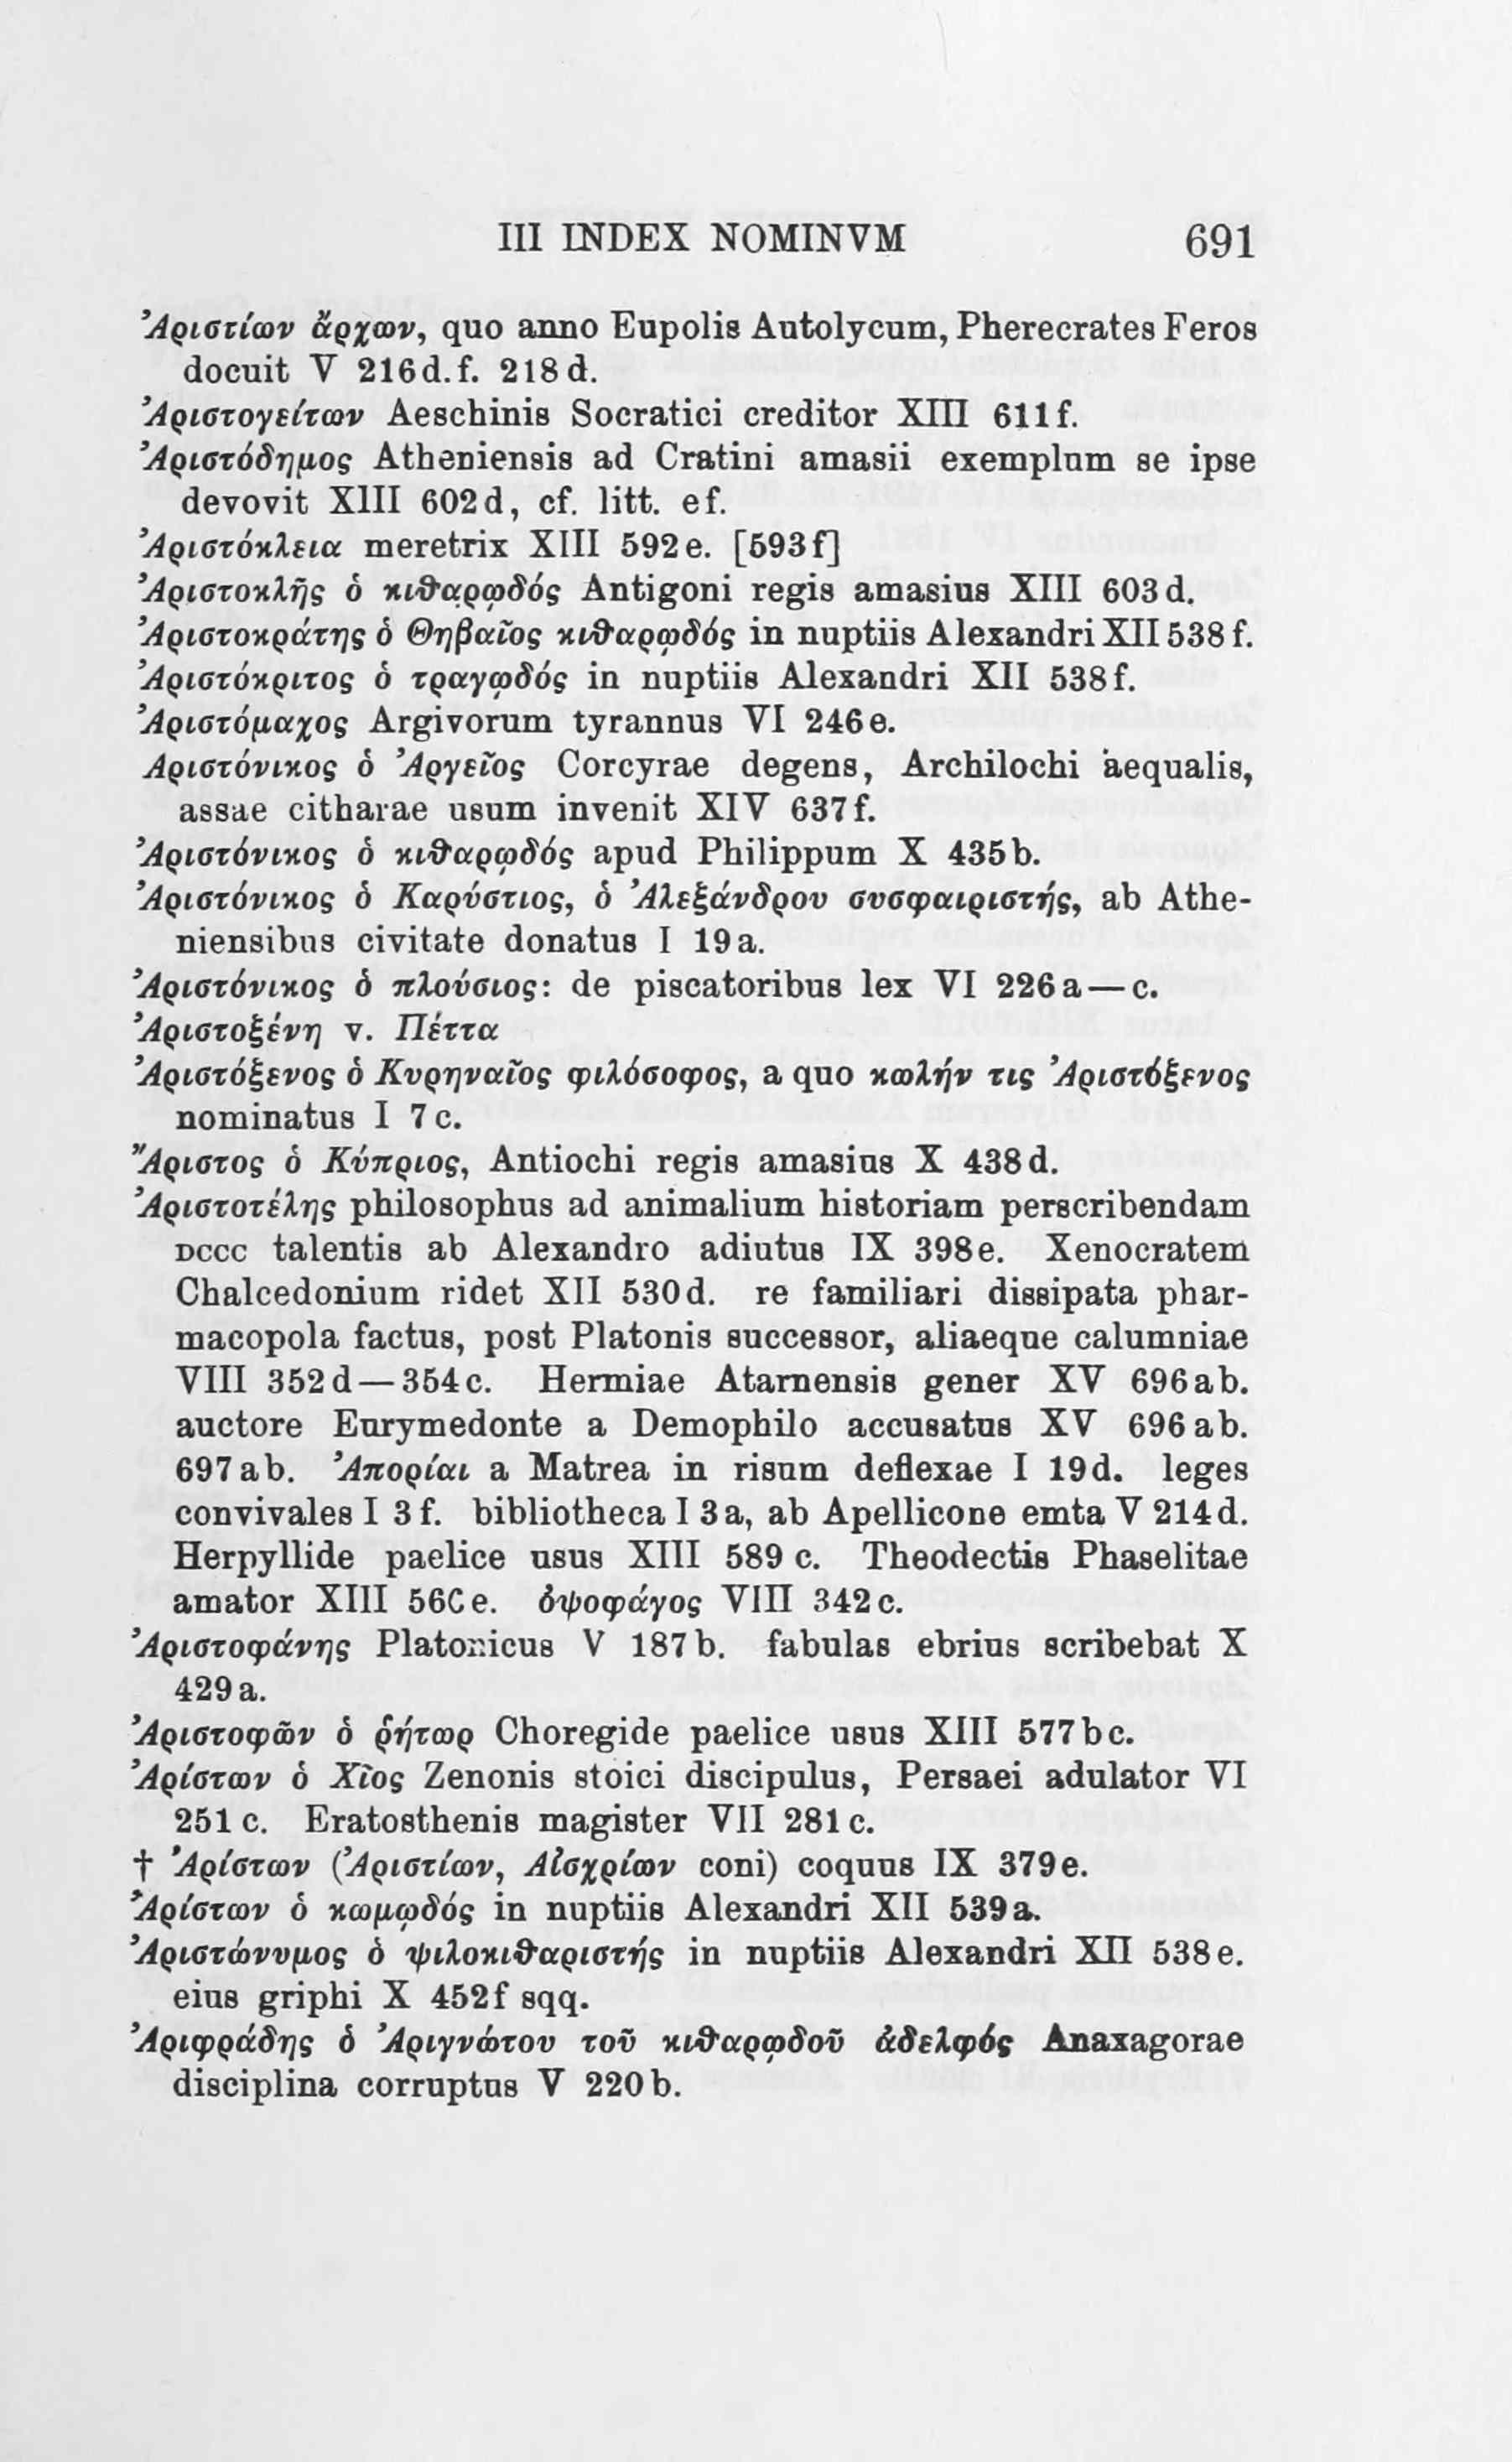 III INDEX NOMINVM 691
Ἀριστίων ἄρχων, quo anno Eupolis Autolycum, Pherecrates Feros
docuit V 216d.f. 218d.
Ἀριστογείτων Aeschinis Socratici creditor XIII 611f.
Ἀριστόδημος Atheniensis ad Cratini amasii exemplum se ipse
devovit XIII 602d, cf. litt. ef.
Ἀριστόκλεια meretrix XIII 592e. [593f]
Ἀριστοκλῆς ὁ κιθαρῳδός Antigoni regis amasius XIII 603d.
Ἀριστοκράτης ὁ Θηβαῖος κιθαρῳδός in nuptiis Alexandri XII 538f.
Ἀριστόκριτος ὁ τραγῳδός in nuptiis Alexandri XII 538f.
Ἀριστόμαχος Argivorum tyrannus VI 246e.
Αριστόνικος ὁ Ἀργεῖος Corcyrae degens, Archilochi aequalis,
assae citharae usum invenit XIV 637f.
Ἀριστόνικος ὁ κιθαρῳδός apud Philippum X 435b.
Ἀριστόνικος ὁ Καρύστιος, ὁ Ἀλεξάνδρου συσφαιριστής, ab Athe-
niensibus civitate donatus I 19a.
Ἀριστόνικος ὁ πλούσιος: de piscatoribus lex VI 226a—c.
Ἀριστοξένη v. Πέττα
Ἀριστόξενος ὁ Κυρηναῖος φιλόσοφος, a quo κωλήν τις Ἀριστόξενος
nominatus I 7c.
Ἄριστος ὁ Κύπριος, Antiochi regis amasius X 438d.
Ἀριστοτέλης philosophus ad animalium historiam perscribendam
DCCC talentis ab Alexandro adiutus IX 398e. Xenocratem
Chalcedonium ridet XII 530d. re familiari dissipata phar-
macopola factus, post Platonis successor, aliaeque calumniae
VIII 352d—354c. Hermiae Atarnensis gener XV 696ab.
auctore Eurymedonte a Demophilo accusatus XV 696ab.
697ab. Ἀπορίαι a Matrea in risum deflexae I 19d. leges
convivales I 3f. bibliotheca I 3a, ab Apellicone emta V 214d.
Herpyllide paelice usus XIII 589c. Theodectis Phaselitae
amator XIII 566e. ὀψοφάγος VIII 342c.
Ἀριστοφάνης Platonicus V 187b. fabulas ebrius scribebat X
429a.
Ἀριστοφῶν ὁ ῥήτωρ Choregide paelice usus XIII 577bc.
Ἀρίστων ὁ Χῖος Zenonis stoici discipulus, Persaei adulator VI
251c. Eratosthenis magister VII 281c.
† Ἀρίστων (Ἀριστίων, Αἰσχρίων coni) coquus IX 379e.
Ἀρίστων ὁ κωμῳδός in nuptiis Alexandri XII 539a.
Ἀριστώνυμος ὁ ψιλοκιθαριστής in nuptiis Alexandri XII 538e.
eius griphi X 452f sqq.
Ἀριφράδης ὁ Ἀριγνώτου τοῦ κιθαρῳδοῦ ἀδελφός Anaxagorae
disciplina corruptus V 220b.